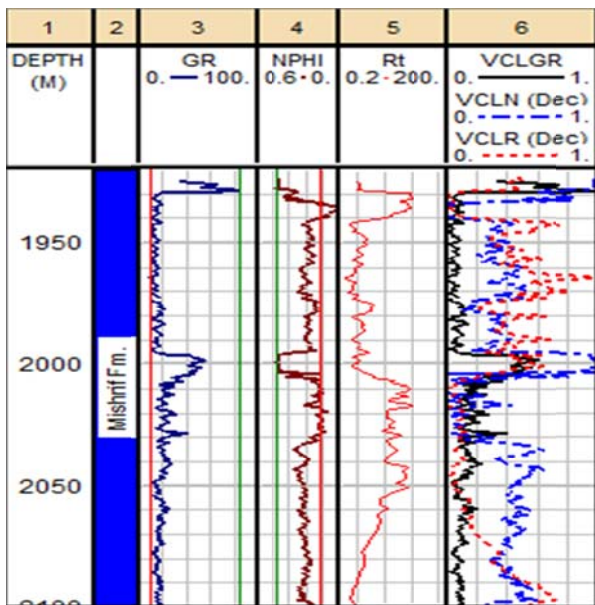 1 2 3 4 5 6
DEPTH (M) GR NPHI Rt VCLGR
0. 100. 0.6 0. 0.2 200. 0. 1.
VCLN (Dec)
0. 1.
VCLR (Dec)
0. 1.
1950
2000
Mishrif Fm.
2050
2100